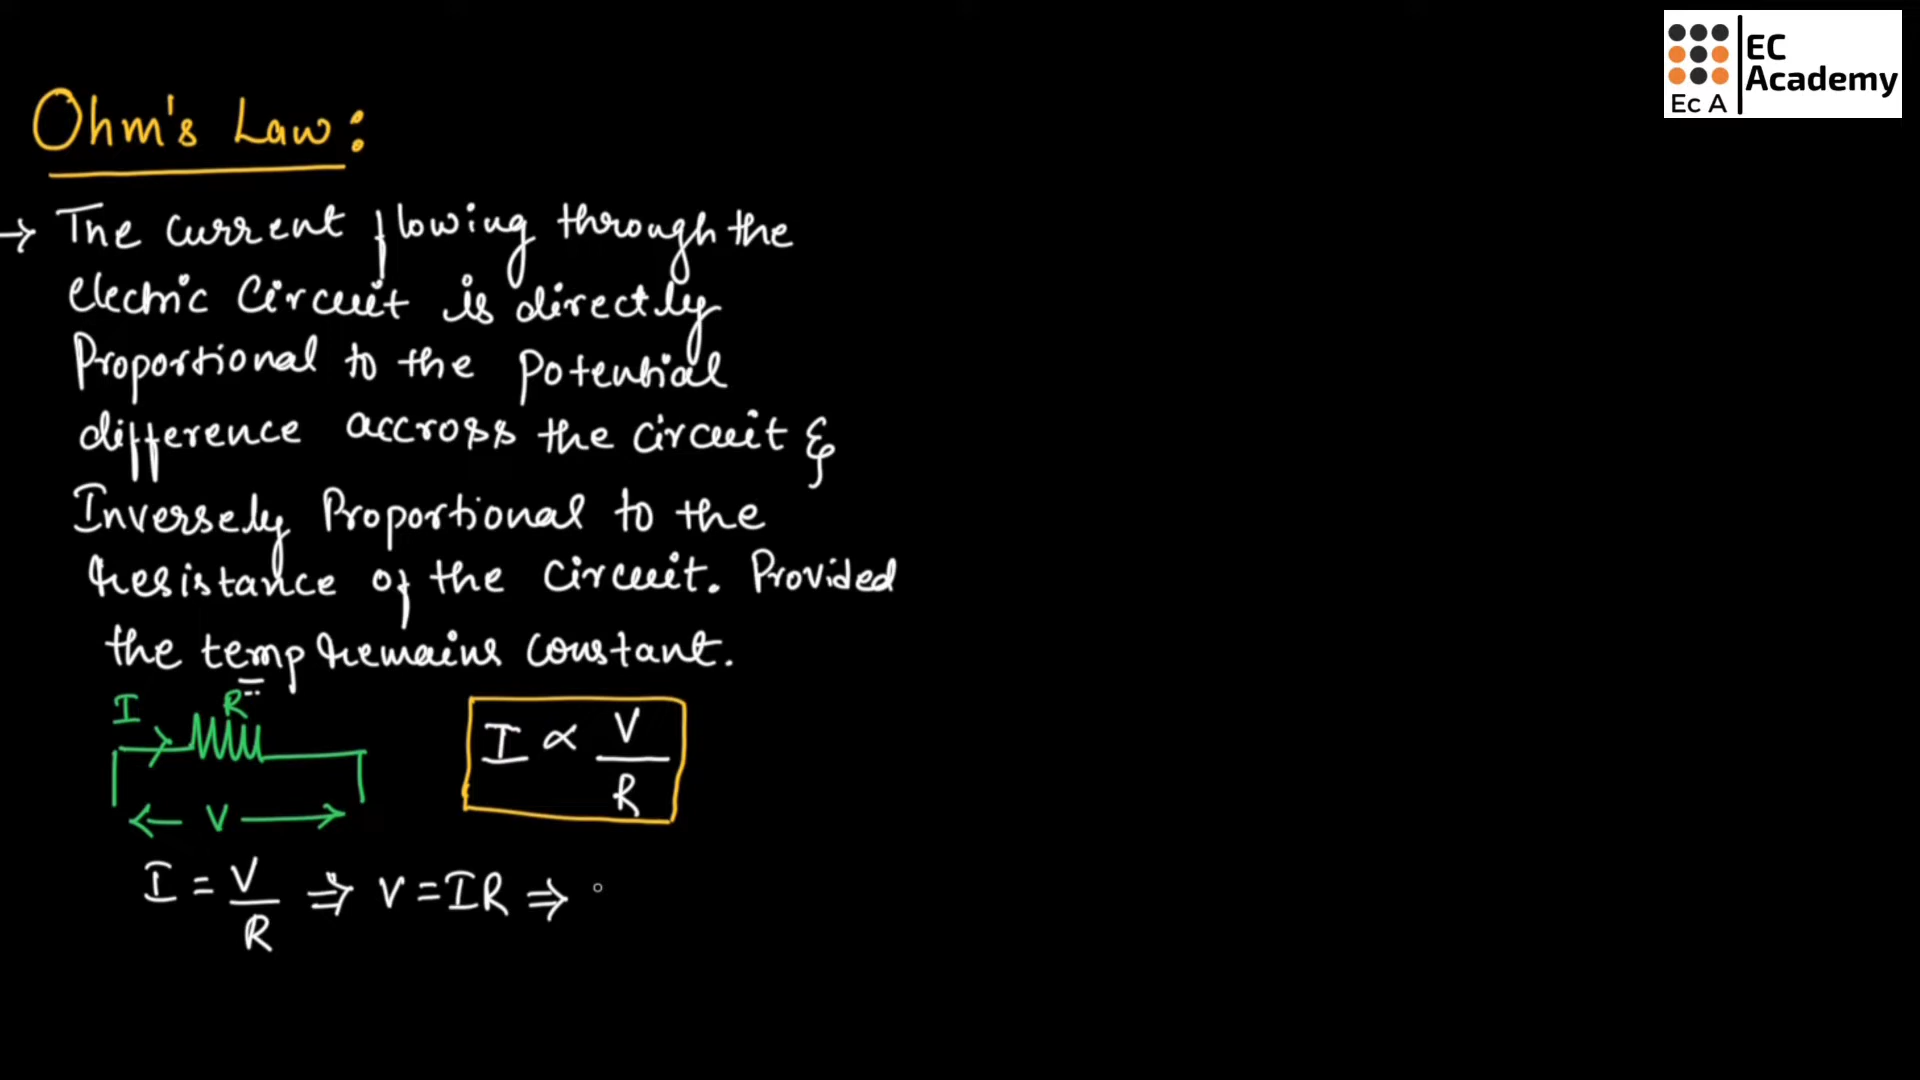 EC
Academy
Ec A
Ohm's Law:
→ The current flowing through the
electric circuit is directly
Proportional to the potential
difference accross the circuit &
Inversely Proportional to the
resistance of the circuit. Provided
the temp remains constant.
I R
I ∝ V/R
← V →
I = V/R ⇒ V = IR ⇒